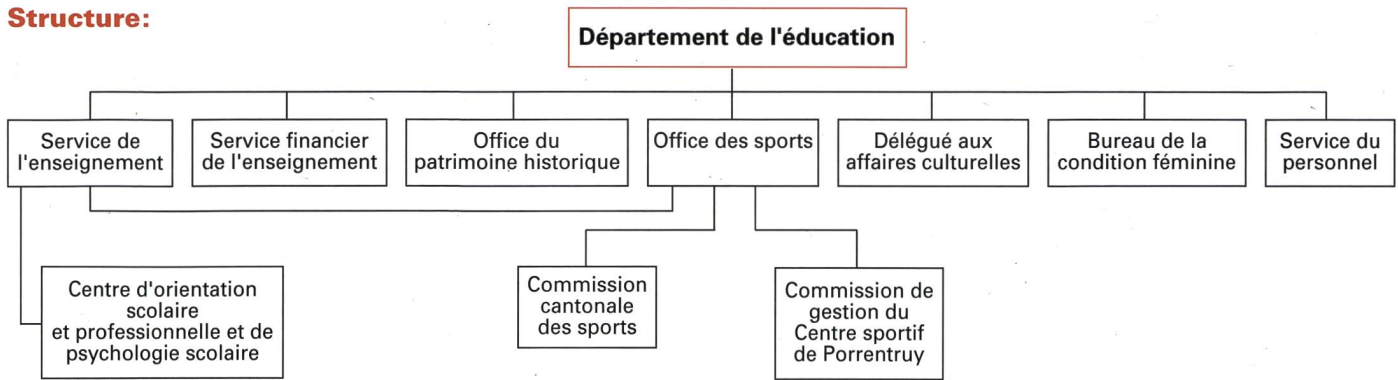 Structure:
Département de l'éducation
Service de
l'enseignement
Service financier
de l'enseignement
Office du
patrimoine historique
Office des sports
Délégué aux
affaires culturelles
Bureau de la
condition féminine
Service du
personnel
Centre d'orientation
scolaire
et professionnelle et de
psychologie scolaire
Commission
cantonale
des sports
Commission de
gestion du
Centre sportif
de Porrentruy